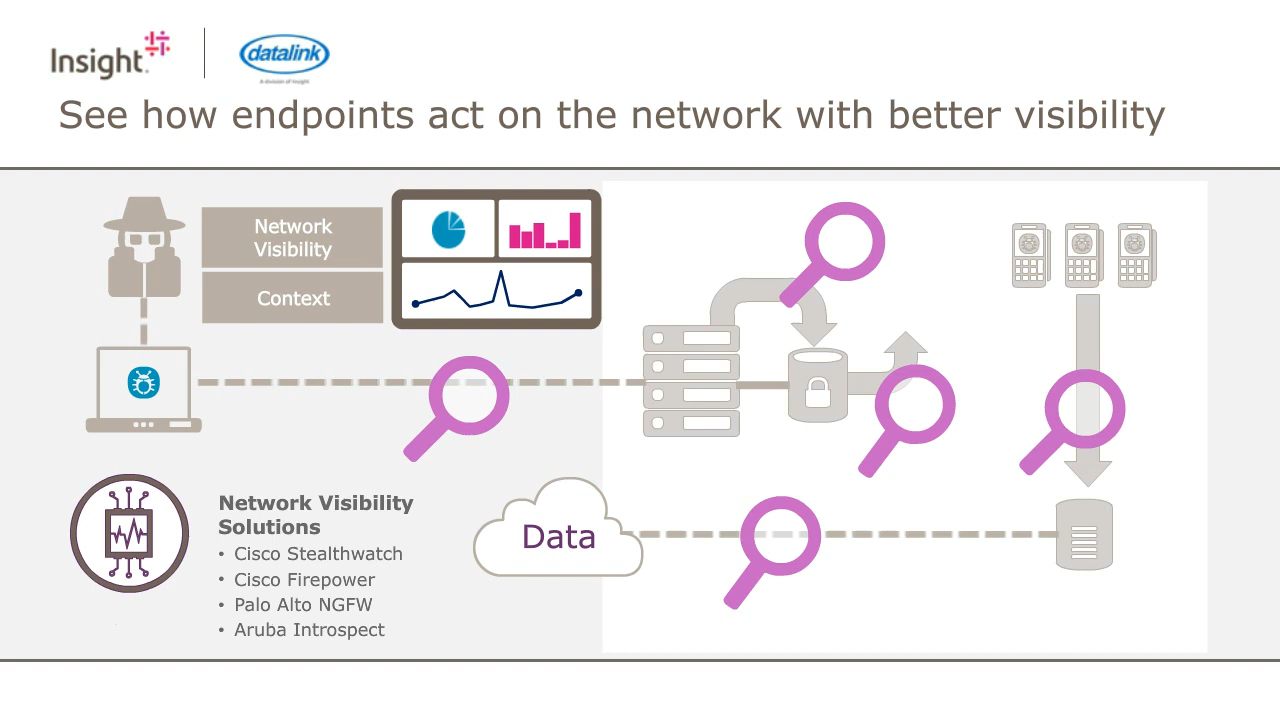 Insight.
datalink
A division of Insight
See how endpoints act on the network with better visibility
Network
Visibility
Context
Network Visibility
Solutions
• Cisco Stealthwatch
• Cisco Firepower
• Palo Alto NGFW
• Aruba Introspect
Data